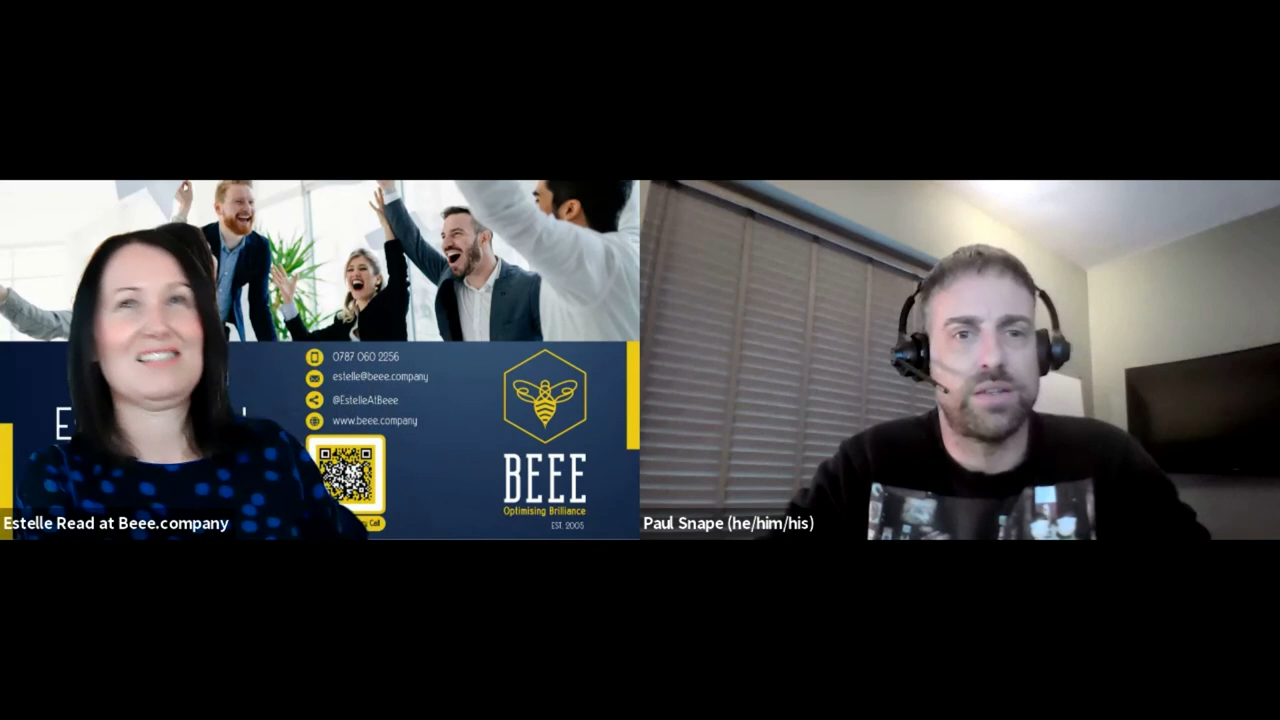 0787 060 2256
estelle@beee.company
@EstelleAtBeee
www.beee.company
BEEE
Optimising Brilliance
EST. 2005
Call
Estelle Read at Beee.company
Paul Snape (he/him/his)